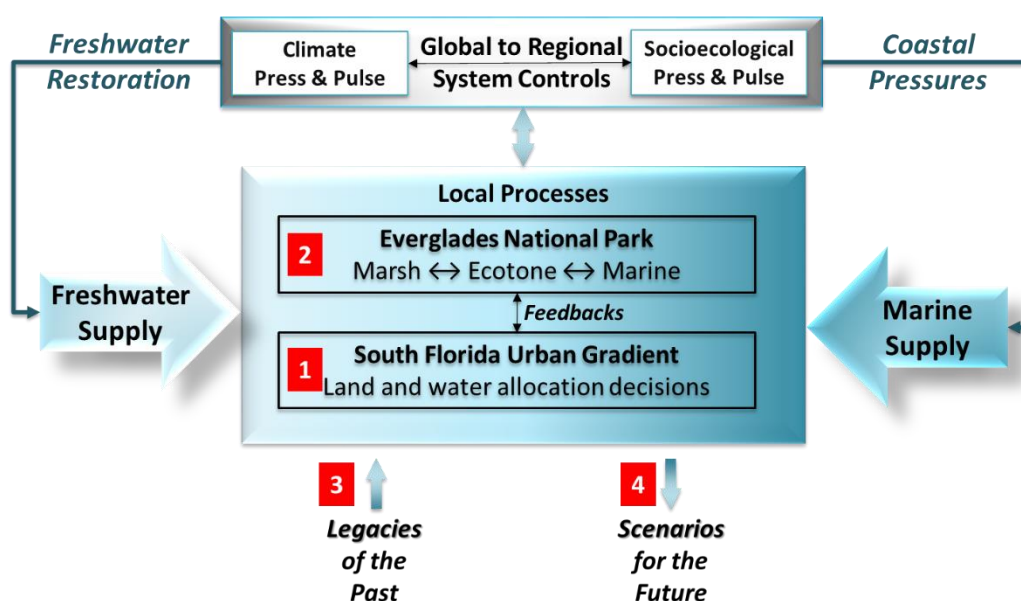 Freshwater
Restoration
Climate
Press & Pulse
Global to Regional
System Controls
Socioecological
Press & Pulse
Coastal
Pressures
Local Processes
2
Everglades National Park
Marsh ↔ Ecotone ↔ Marine
Freshwater
Supply
Feedbacks
Marine
Supply
1
South Florida Urban Gradient
Land and water allocation decisions
3
Legacies
of the
Past
4
Scenarios
for the
Future